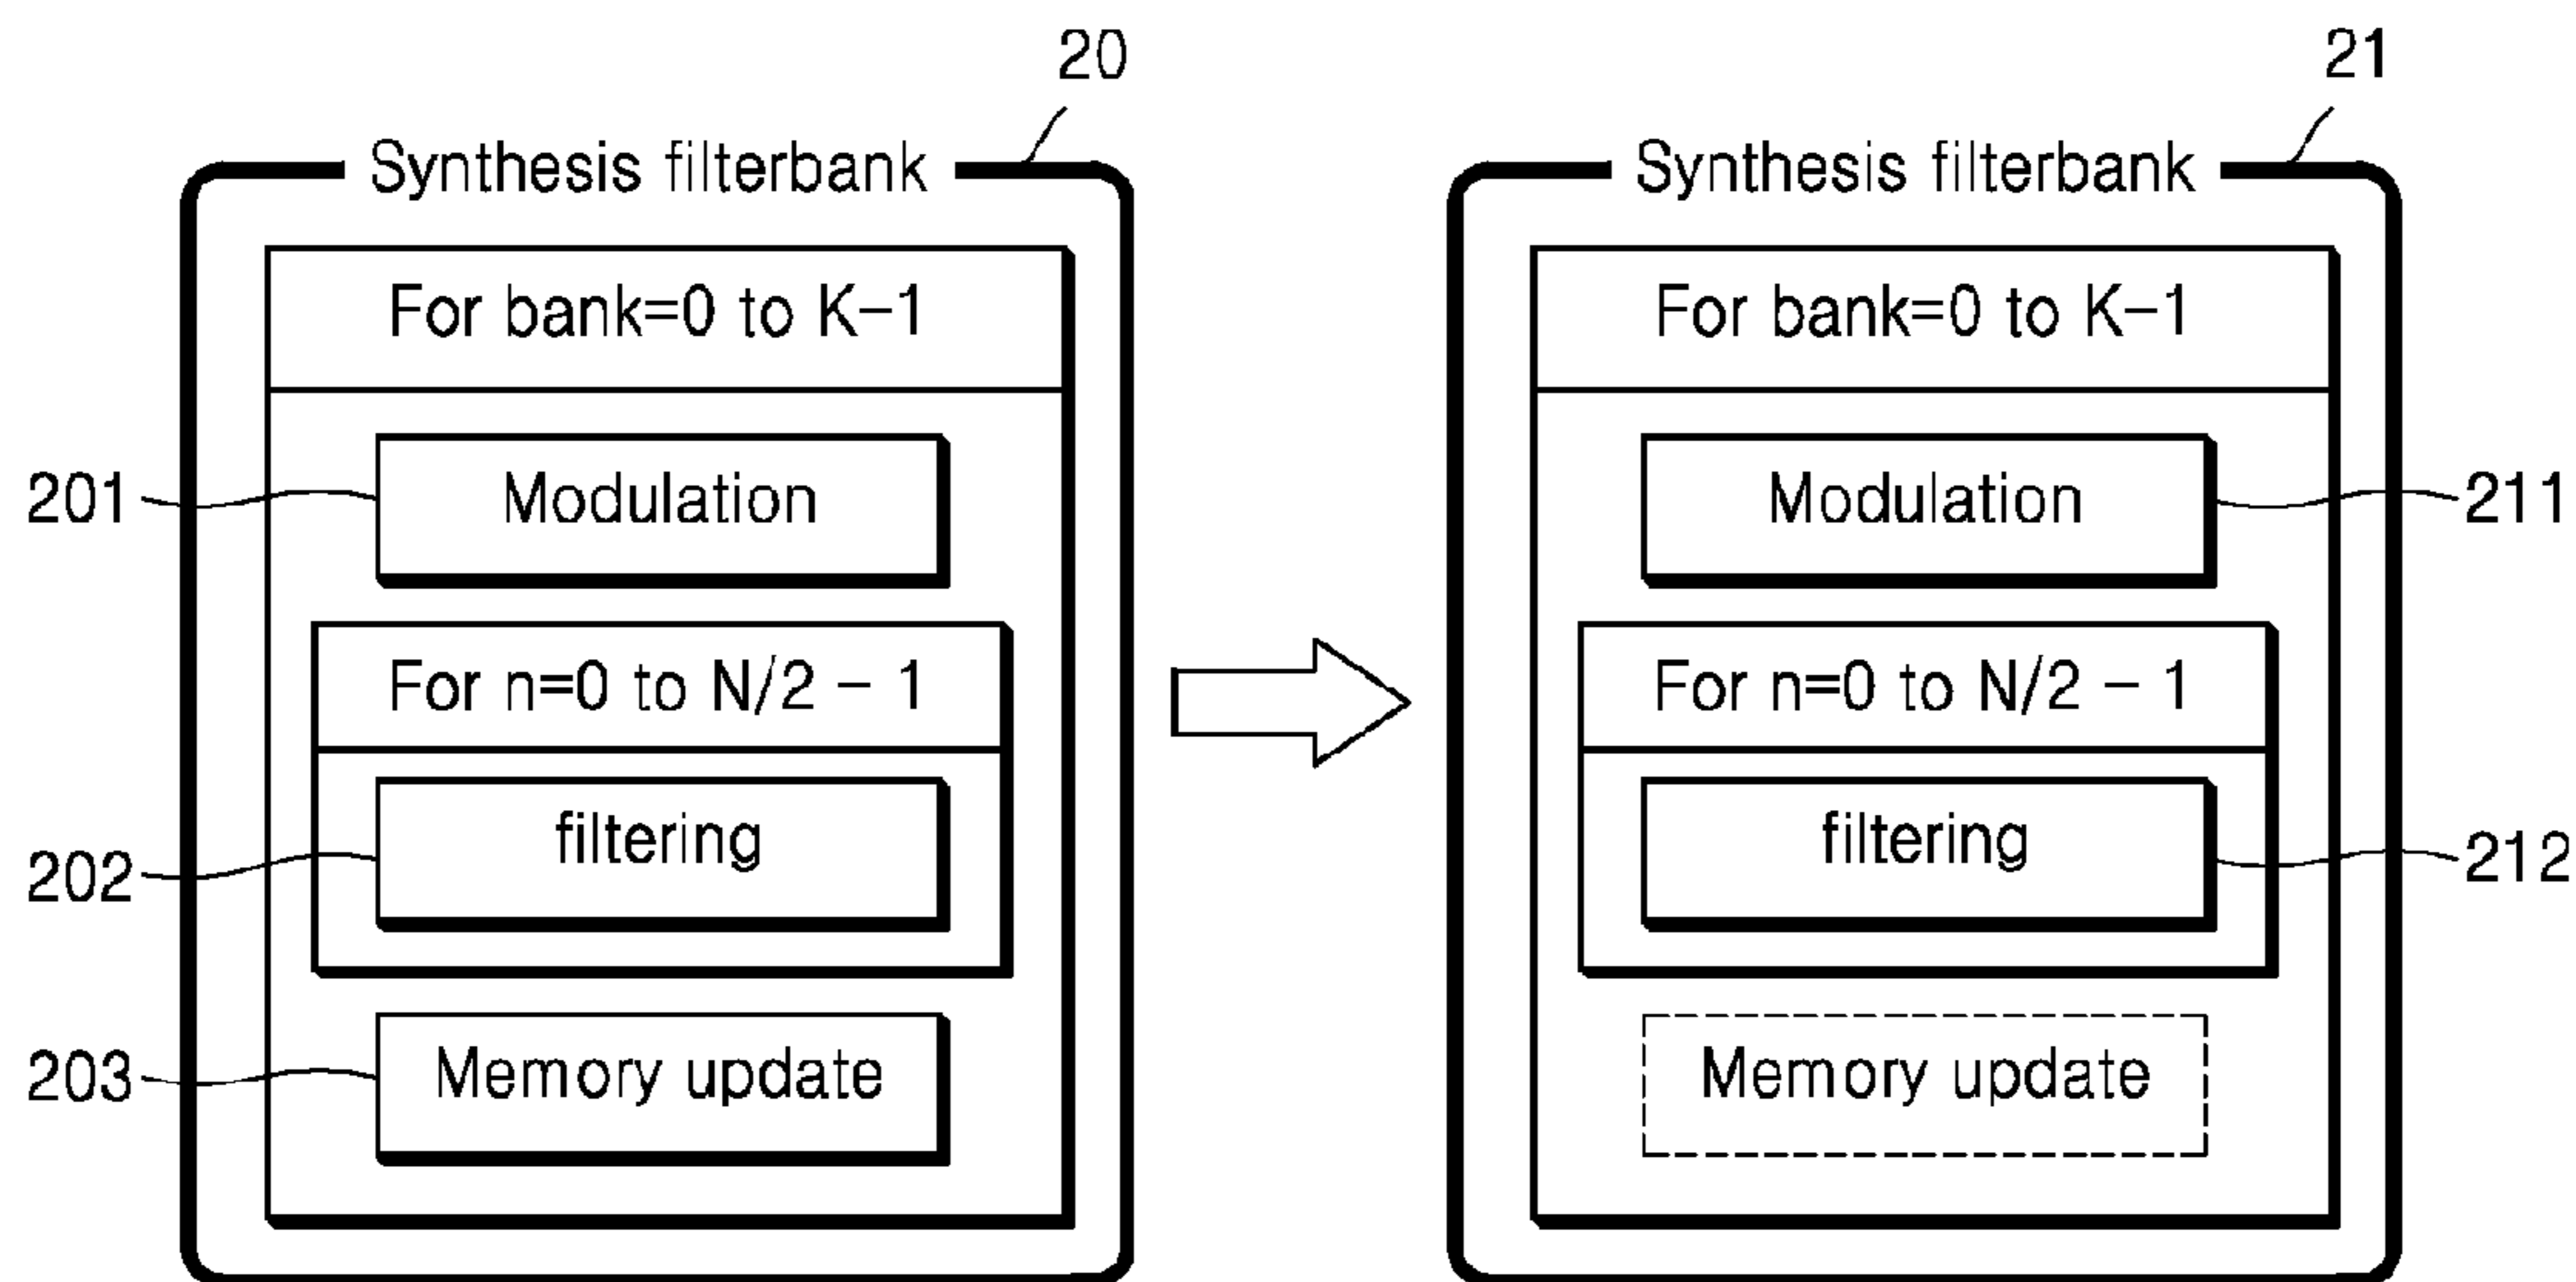 20
Synthesis filterbank
For bank=0 to K-1
201
Modulation
For n=0 to N/2 - 1
202
filtering
203
Memory update
21
Synthesis filterbank
For bank=0 to K-1
Modulation
211
For n=0 to N/2 - 1
filtering
212
Memory update